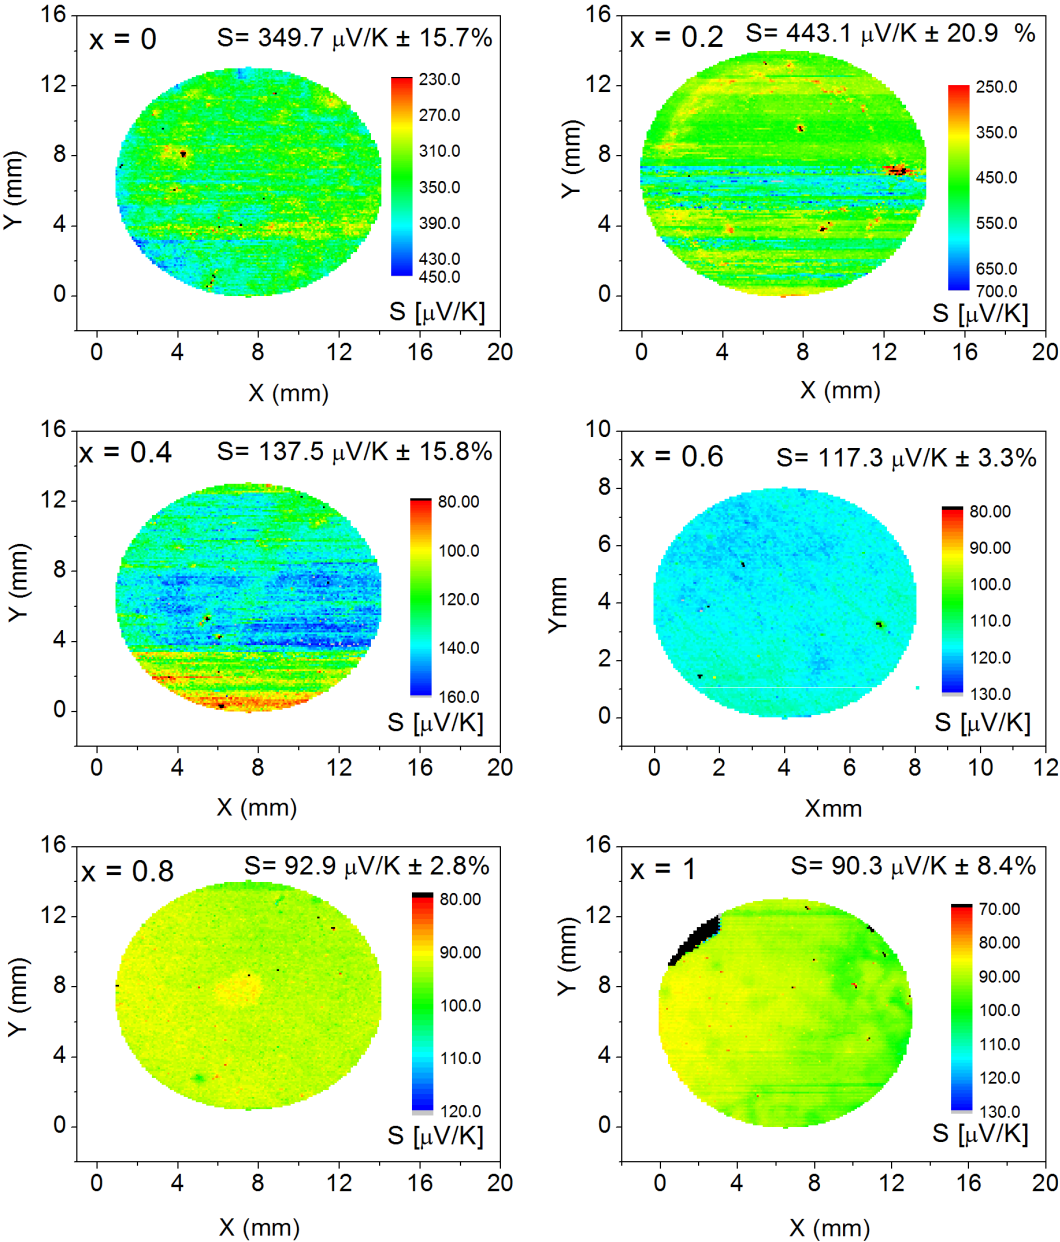 x = 0
S= 349.7 μV/K ± 15.7%
16
12
8
4
0
Y (mm)
230.0
270.0
310.0
350.0
390.0
430.0
450.0
S [μV/K]
0 4 8 12 16 20
X (mm)
x = 0.2
S= 443.1 μV/K ± 20.9 %
16
12
8
4
0
Y (mm)
250.0
350.0
450.0
550.0
650.0
700.0
S [μV/K]
0 4 8 12 16 20
X (mm)
x = 0.4
S= 137.5 μV/K ± 15.8%
16
12
8
4
0
Y (mm)
80.00
100.0
120.0
140.0
160.0
S [μV/K]
0 4 8 12 16 20
X (mm)
x = 0.6
S= 117.3 μV/K ± 3.3%
10
8
6
4
2
0
Ymm
80.00
90.00
100.0
110.0
120.0
130.0
S [μV/K]
0 2 4 6 8 10 12
Xmm
x = 0.8
S= 92.9 μV/K ± 2.8%
16
12
8
4
0
Y (mm)
80.00
90.00
100.0
110.0
120.0
S [μV/K]
0 4 8 12 16 20
X (mm)
x = 1
S= 90.3 μV/K ± 8.4%
16
12
8
4
0
Y (mm)
70.00
80.00
90.00
100.0
110.0
120.0
130.0
S [μV/K]
0 4 8 12 16 20
X (mm)